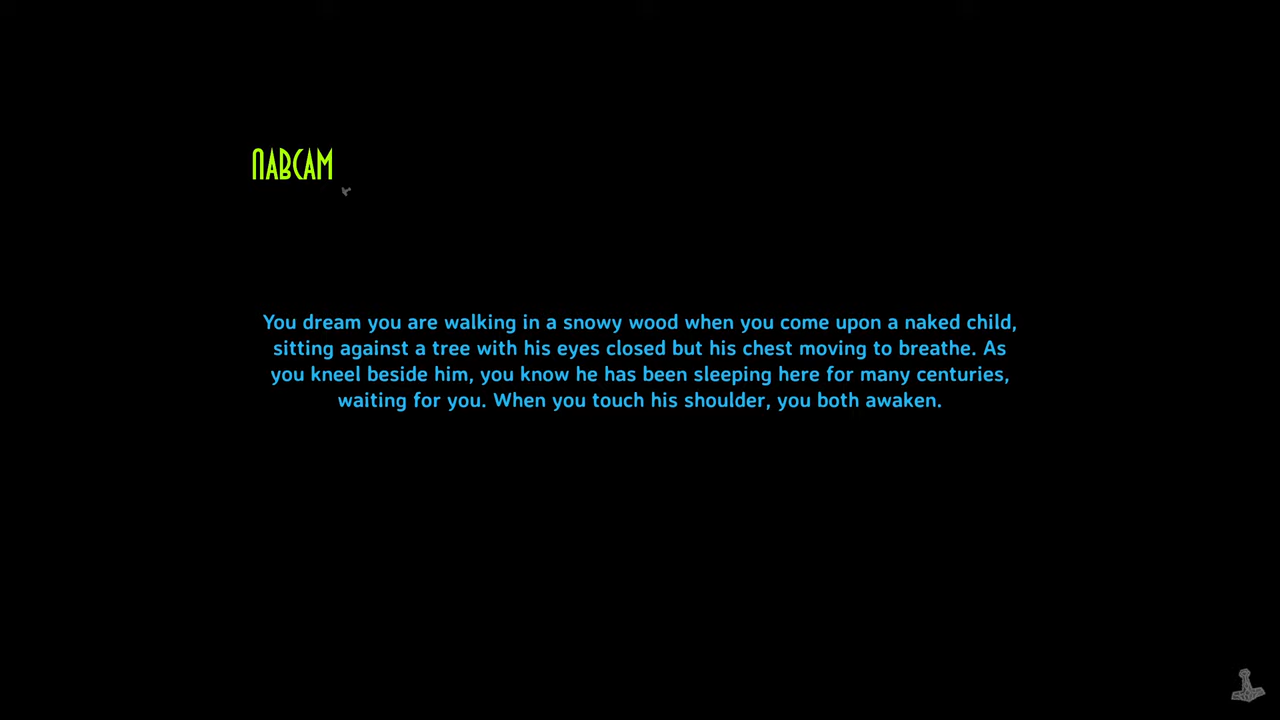 NABCAM
You dream you are walking in a snowy wood when you come upon a naked child,
sitting against a tree with his eyes closed but his chest moving to breathe. As
you kneel beside him, you know he has been sleeping here for many centuries,
waiting for you. When you touch his shoulder, you both awaken.